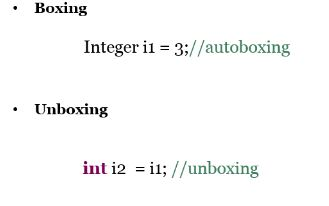 • Boxing
Integer i1 = 3;//autoboxing
• Unboxing
int i2 = i1; //unboxing